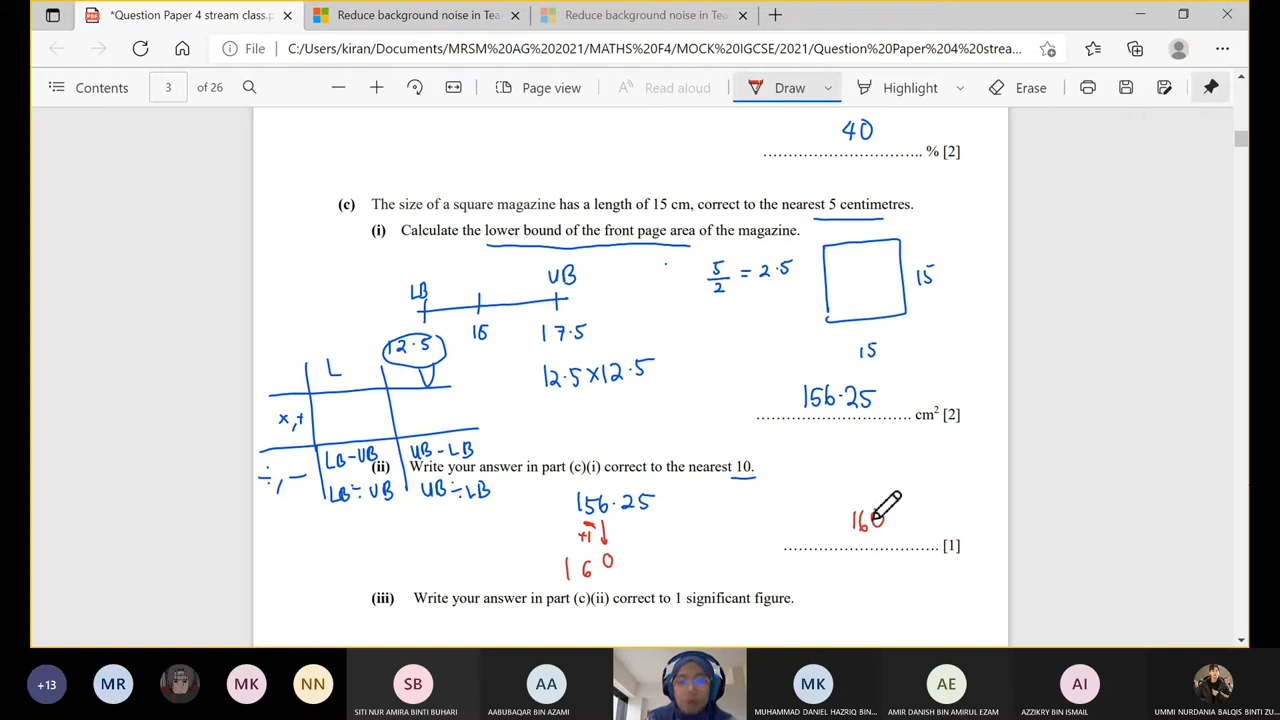 *Question Paper 4 stream class.p
Reduce background noise in Tea
Reduce background noise in Tea
File
C:/Users/kiran/Documents/MRSM%20AG%202021/MATHS%20F4/MOCK%20IGCSE/2021/Question%20Paper%204%20strea...
Contents
3
of 26
Page view
Read aloud
Draw
Highlight
Erase
40
.............................. % [2]
(c) The size of a square magazine has a length of 15 cm, correct to the nearest 5 centimetres.
(i) Calculate the lower bound of the front page area of the magazine.
5/2 = 2.5
LB
UB
15
15
17.5
12.5
15
L
U
12.5×12.5
156.25
.............................. cm² [2]
×,+
LB-UB
UB-LB
(ii) Write your answer in part (c)(i) correct to the nearest 10.
÷, -
LB÷UB
UB÷LB
156.25
160
+1
.............................. [1]
160
(iii) Write your answer in part (c)(ii) correct to 1 significant figure.
+13
MR
MK
NN
SB
AA
MK
AE
AI
SITI NUR AMIRA BINTI BUHARI
AABUBAQAR BIN AZAMI
MUHAMMAD DANIEL HAZRIQ BIN...
AMIR DANISH BIN AMIRUL EZAM
AZZIKRY BIN ISMAIL
UMMI NURDANA BALQIS BINTI ZU...